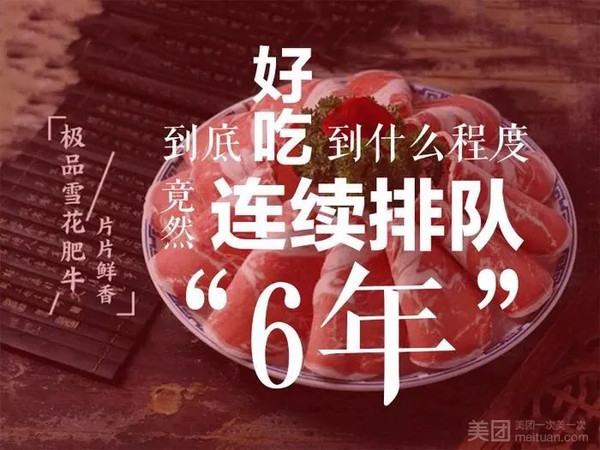 好吃
到底 到什么程度
竟然
连续排队
“6年”
「极品雪花肥牛
片片鲜香」
美团 美团一次美一次
meituan.com